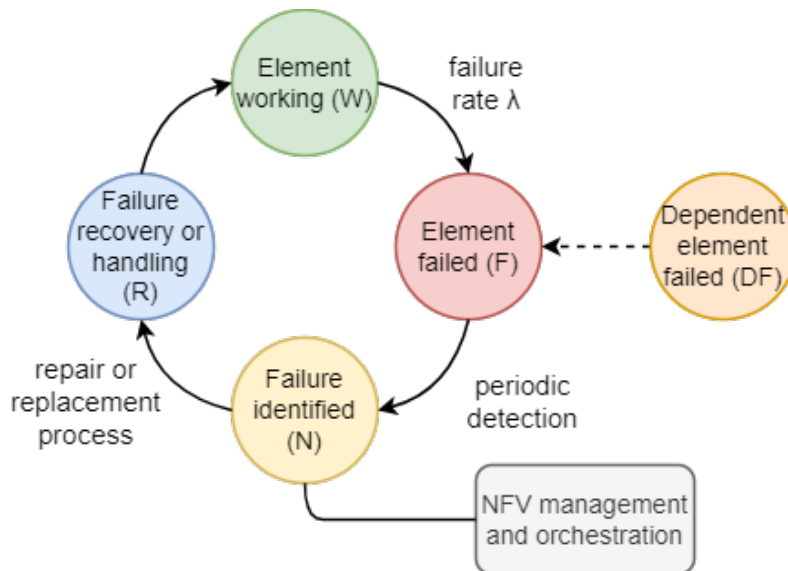 Element
working (W)
failure
rate λ
Failure
recovery or
handling
(R)
Element
failed (F)
Dependent
element
failed (DF)
repair or
replacement
process
Failure
identified
(N)
periodic
detection
NFV management
and orchestration